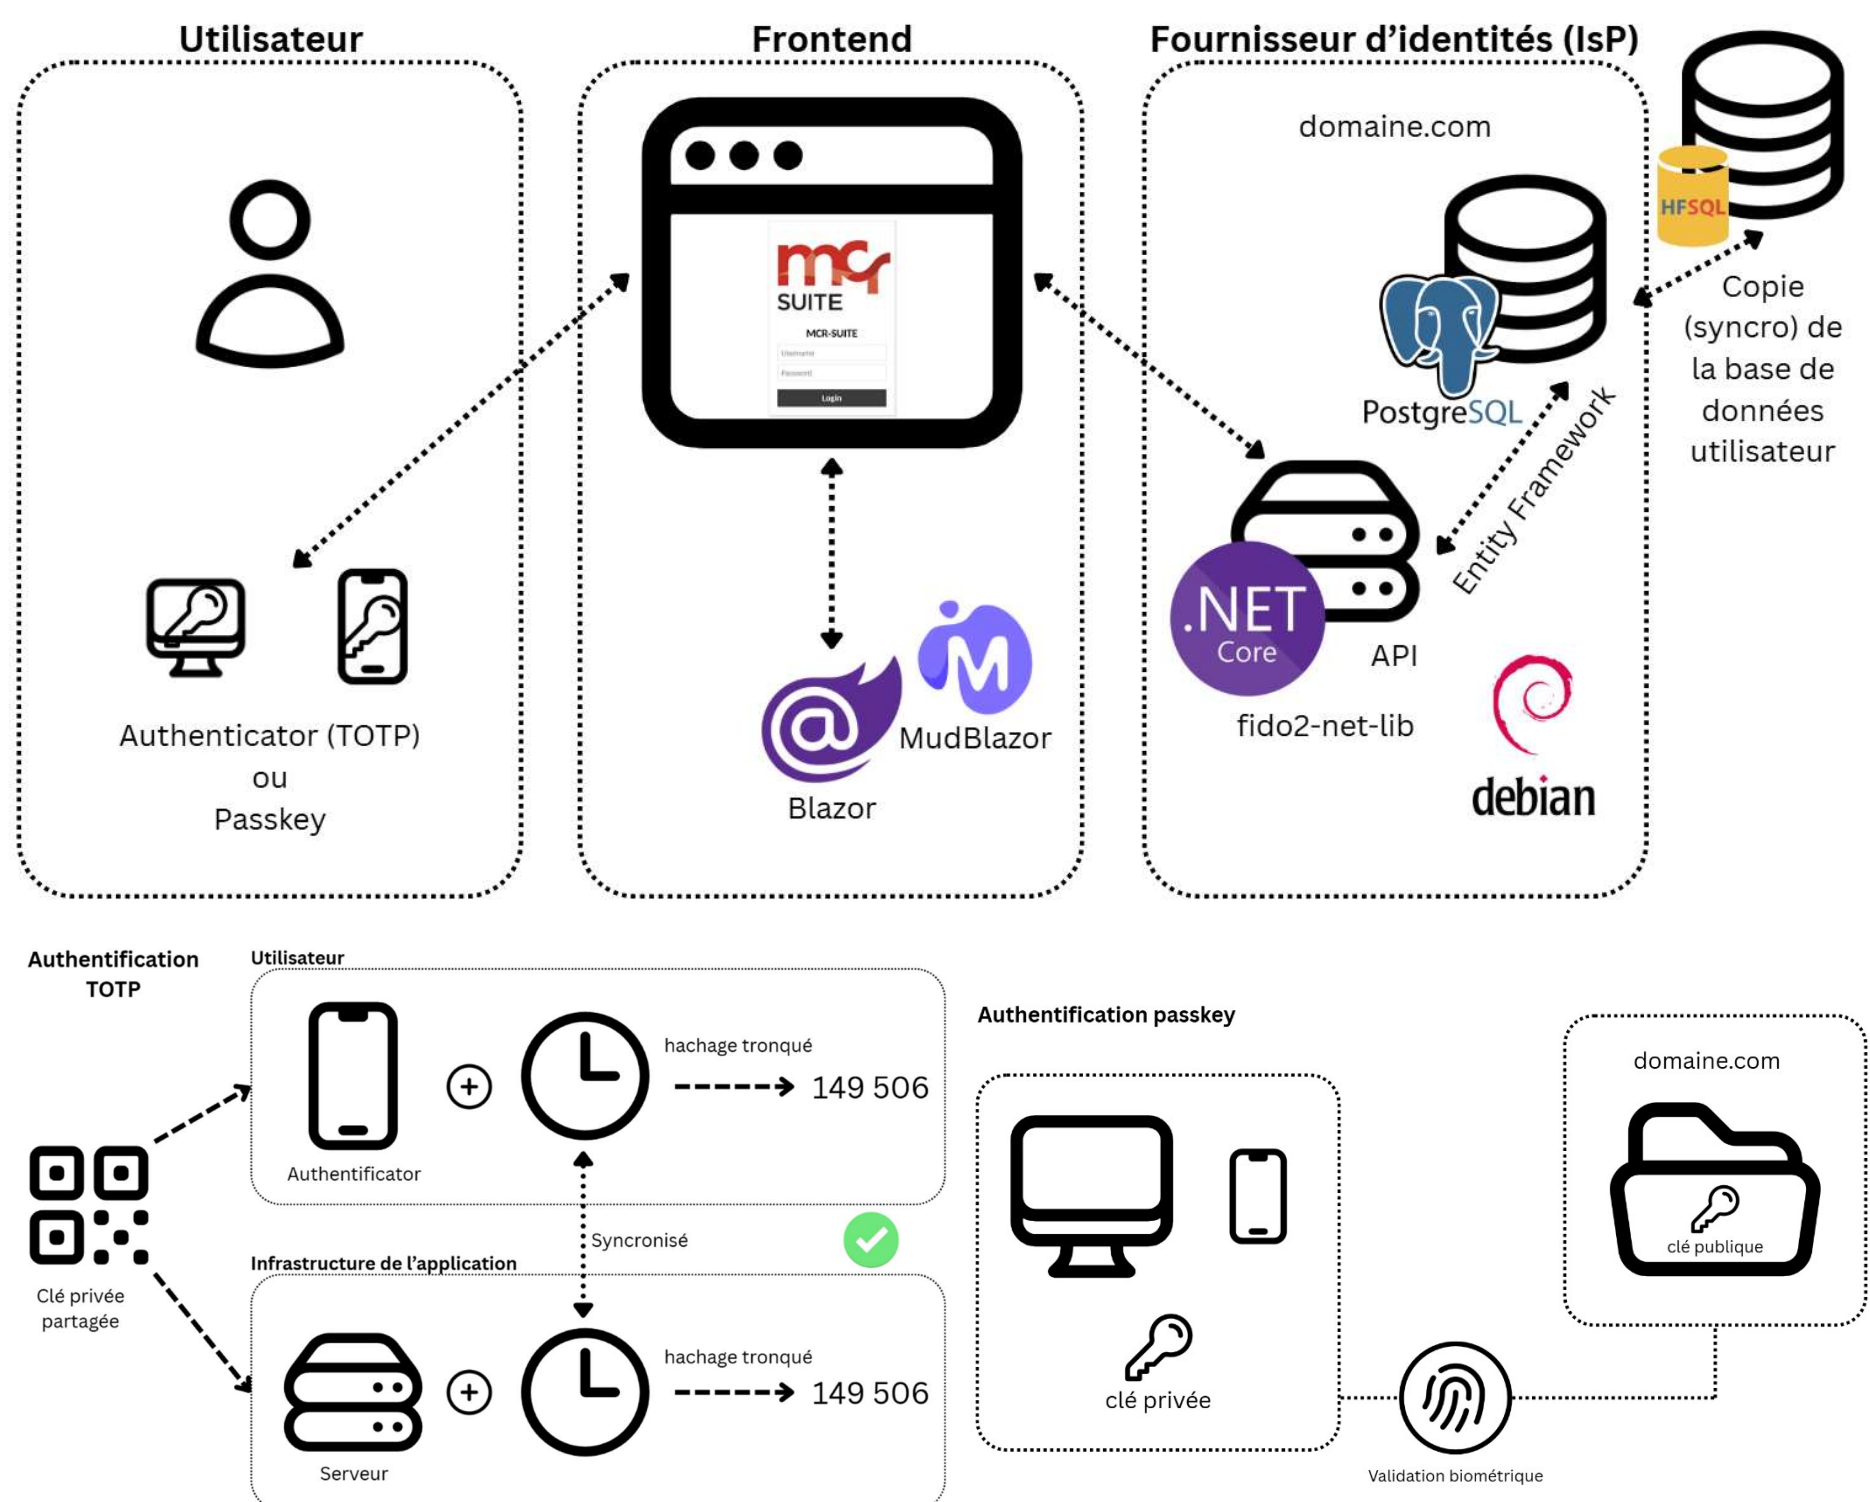 Utilisateur
Authenticator (TOTP)
ou
Passkey
Frontend
mcr
SUITE
MCR-SUITE
Username
Password
Login
MudBlazor
Blazor
Fournisseur d’identités (IsP)
domaine.com
PostgreSQL
Entity Framework
.NET
Core
API
fido2-net-lib
debian
HFSQL
Copie
(syncro) de
la base de
données
utilisateur
Authentification
TOTP
Clé privée
partagée
Utilisateur
Authentificator
hachage tronqué
149 506
Syncronisé
Infrastructure de l’application
Serveur
hachage tronqué
149 506
Authentification passkey
clé privée
Validation biométrique
domaine.com
clé publique